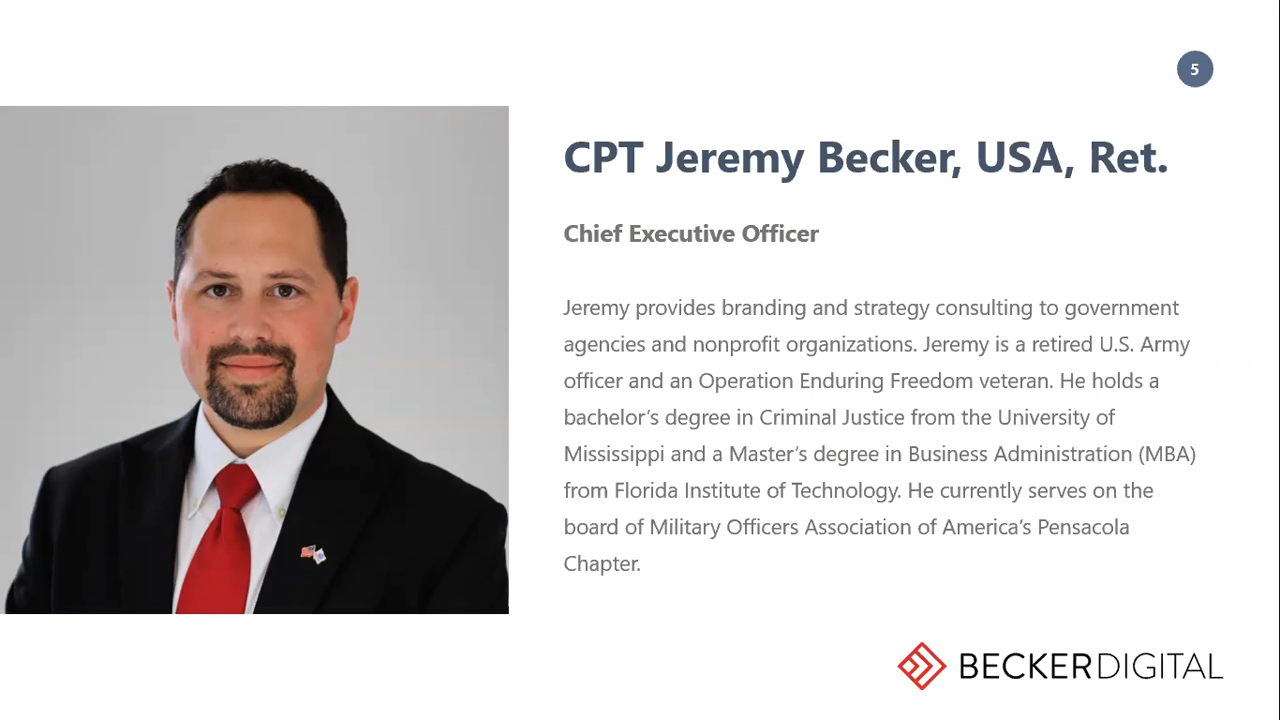 5
CPT Jeremy Becker, USA, Ret.
Chief Executive Officer
Jeremy provides branding and strategy consulting to government
agencies and nonprofit organizations. Jeremy is a retired U.S. Army
officer and an Operation Enduring Freedom veteran. He holds a
bachelor’s degree in Criminal Justice from the University of
Mississippi and a Master’s degree in Business Administration (MBA)
from Florida Institute of Technology. He currently serves on the
board of Military Officers Association of America’s Pensacola
Chapter.
BECKERDIGITAL